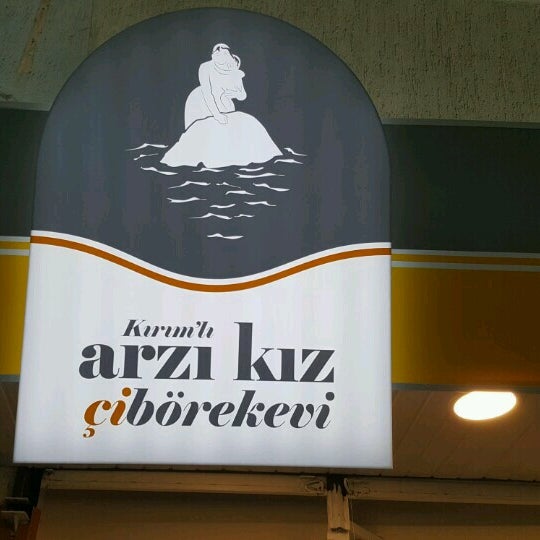 Kırım'lı
arzı kız
çibörekevi